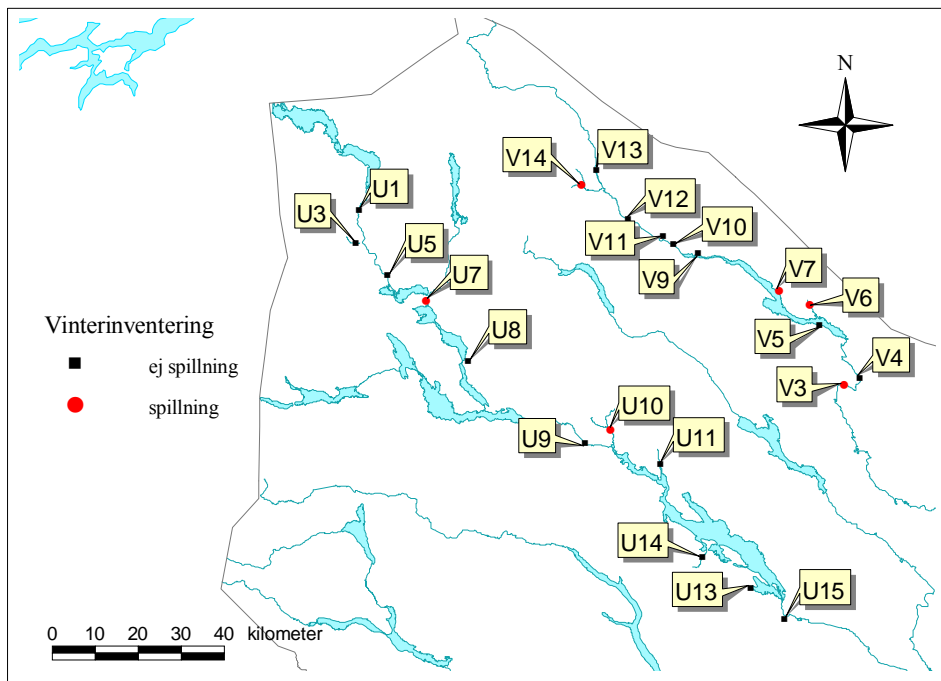 N
V14
V13
U1
V12
U3
V11
V10
U5
V9
U7
V7
V6
Vinterinventering
V5
ej spillning
U8
V4
spillning
V3
U10
U9
U11
U14
U13
U15
0 10 20 30 40 kilometer